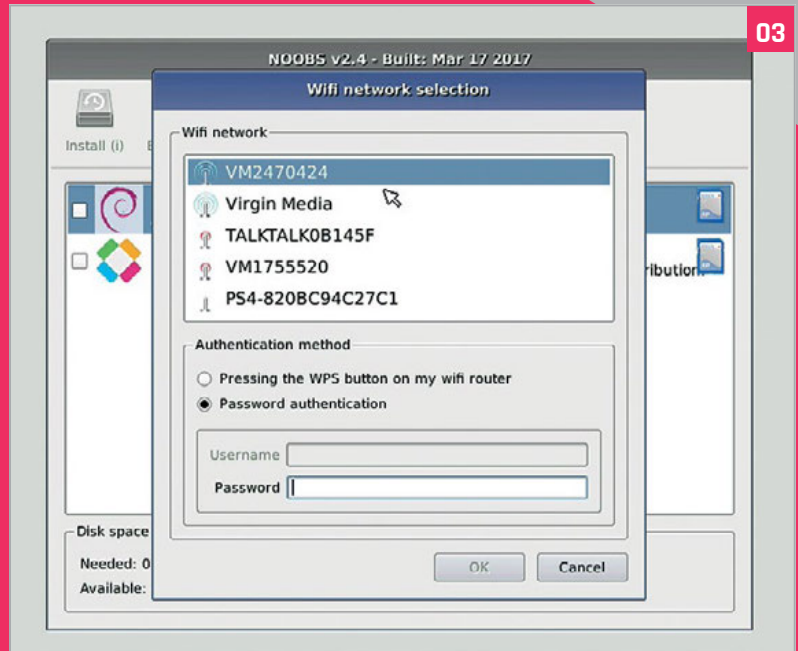 03
NOOBS v2.4 - Built: Mar 17 2017
Wifi network selection
Install (i)
Wifi network
VM2470424
Virgin Media
TALKTALK0B145F
VM1755520
PS4-820BC94C27C1
ribution
Authentication method
Pressing the WPS button on my wifi router
Password authentication
Username
Password
Disk space
Needed: 0
Available:
OK
Cancel